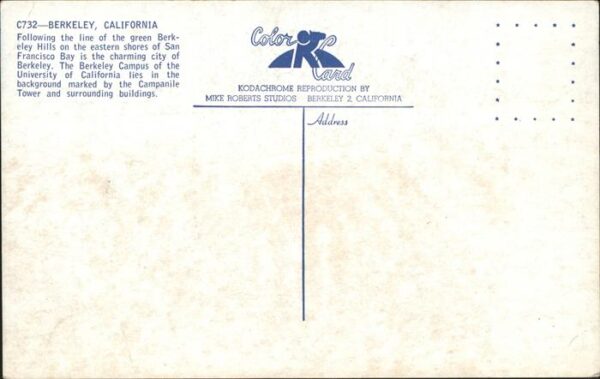 C732—BERKELEY, CALIFORNIA
Following the line of the green Berk-
eley Hills on the eastern shores of San
Francisco Bay is the charming city of
Berkeley. The Berkeley Campus of the
University of California lies in the
background marked by the Campanile
Tower and surrounding buildings.
Color
Card
KODACHROME REPRODUCTION BY
MIKE ROBERTS STUDIOS BERKELEY 2, CALIFORNIA
Address